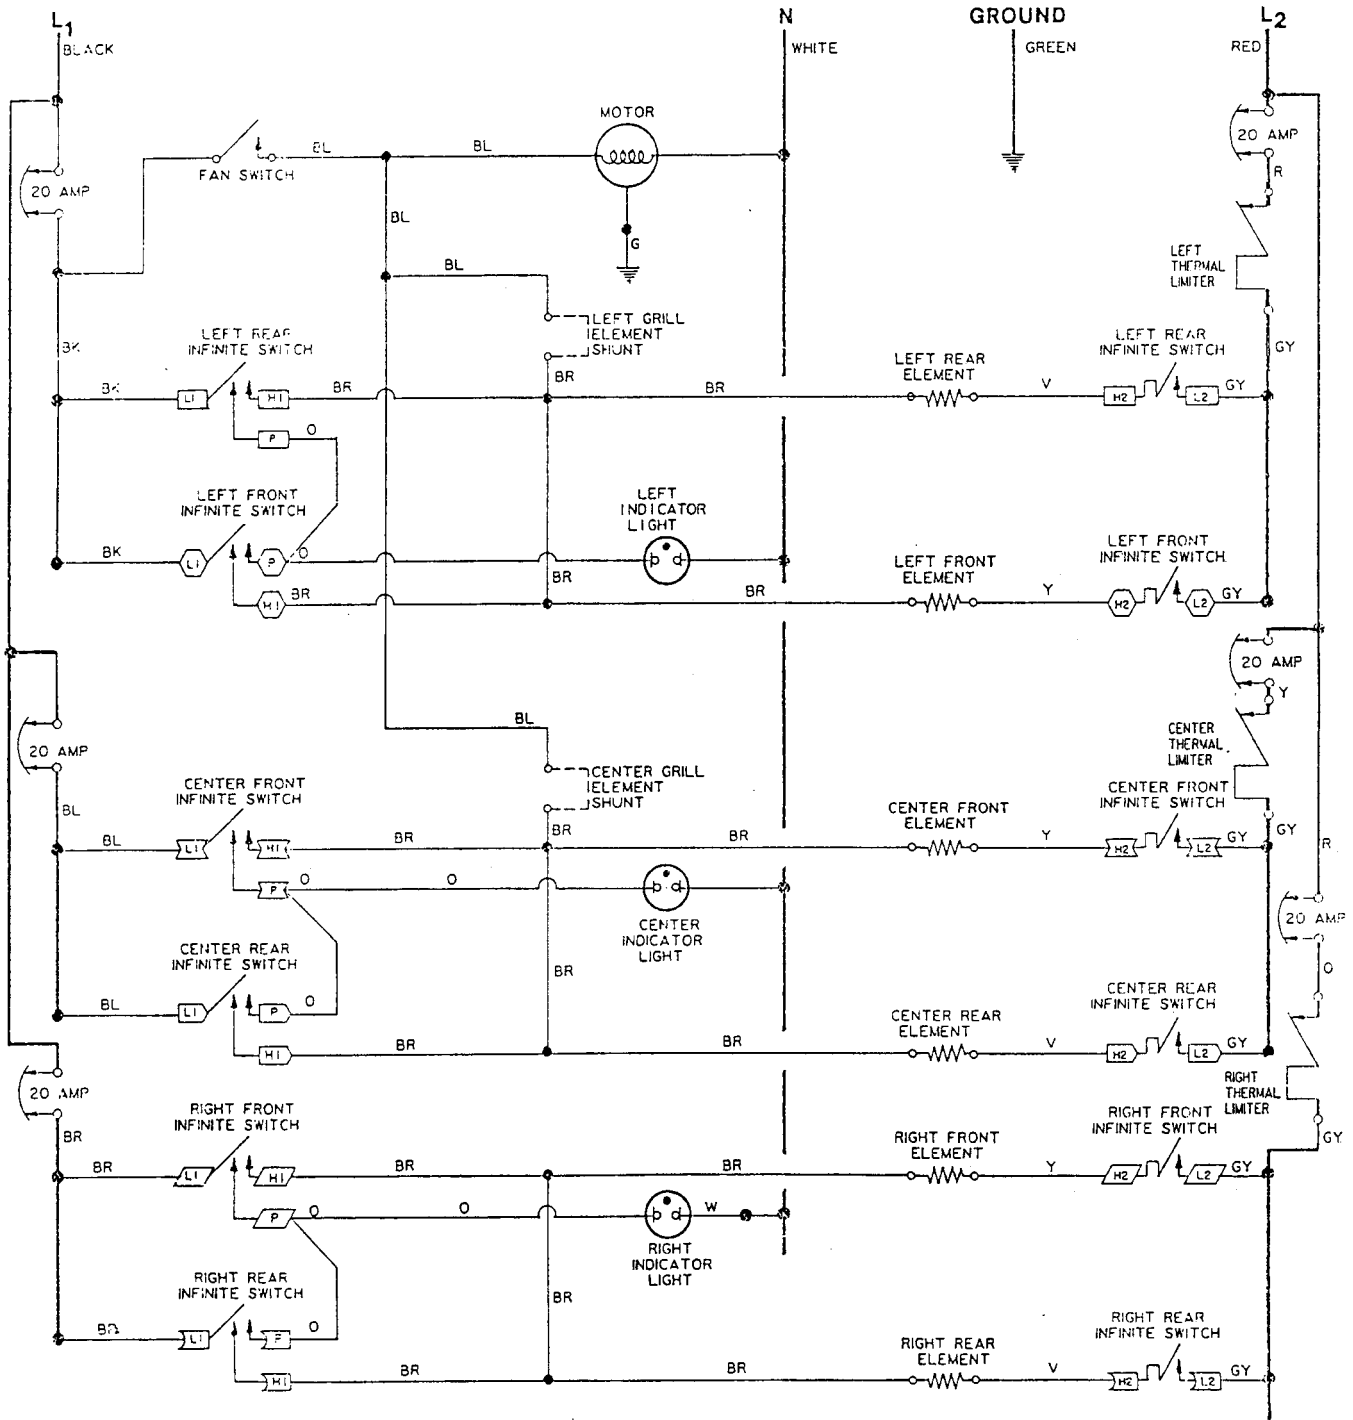 L1 N GROUND L2
BLACK WHITE GREEN RED
MOTOR
20 AMP
BL BL
FAN SWITCH
R
20 AMP
BL
G
BL
LEFT
THERMAL
LIMITER
LEFT GRILL
ELEMENT
SHUNT
LEFT REAR
INFINITE SWITCH
BK
LEFT REAR
ELEMENT
LEFT REAR
INFINITE SWITCH
GY
BK L1 H1 BR BR BR V H2 L2 GY
P O
LEFT FRONT
INFINITE SWITCH
LEFT
INDICATOR
LIGHT
LEFT FRONT
ELEMENT
LEFT FRONT
INFINITE SWITCH
BK L1 P O
BR
H1 BR BR Y H2 L2 GY
20 AMP
Y
BL
20 AMP
CENTER
THERMAL
LIMITER
CENTER GRILL
ELEMENT
SHUNT
CENTER FRONT
INFINITE SWITCH
BL
CENTER FRONT
ELEMENT
CENTER FRONT
INFINITE SWITCH
BL L1 H1 BR BR BR Y H2 L2 GY GY R
P O O
20 AMP
CENTER
INDICATOR
LIGHT
CENTER REAR
INFINITE SWITCH
BR
O
CENTER REAR
ELEMENT
CENTER REAR
INFINITE SWITCH
BL L1 P O
H1 BR BR V H2 L2 GY
20 AMP
RIGHT
THERMAL
LIMITER
RIGHT FRONT
INFINITE SWITCH
BR
RIGHT FRONT
ELEMENT
RIGHT FRONT
INFINITE SWITCH
GY
BR L1 H1 BR BR Y H2 L2 GY
P O O W
RIGHT
INDICATOR
LIGHT
RIGHT REAR
INFINITE SWITCH
BR
RIGHT REAR
ELEMENT
RIGHT REAR
INFINITE SWITCH
BR L1 P O
H1 BR BR V H2 L2 GY